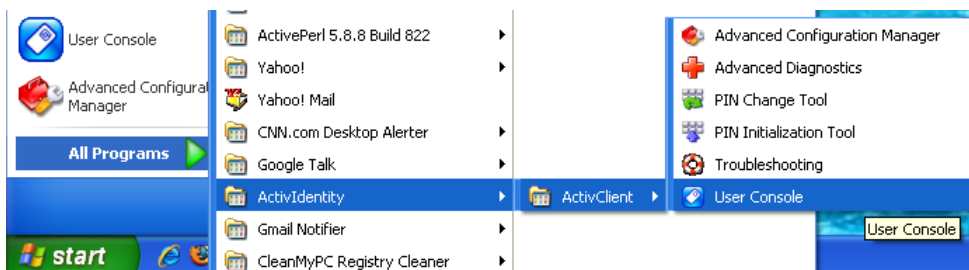 User Console
Advanced Configurat
Manager
All Programs
start
ActivePerl 5.8.8 Build 822
Yahoo!
Yahoo! Mail
CNN.com Desktop Alerter
Google Talk
ActivIdentity
Gmail Notifier
CleanMyPC Registry Cleaner
ActivClient
Advanced Configuration Manager
Advanced Diagnostics
PIN Change Tool
PIN Initialization Tool
Troubleshooting
User Console
User Console